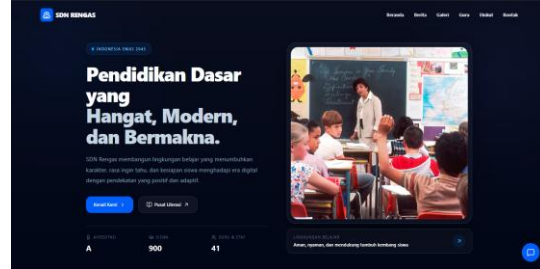 SDN RENGAS
Beranda Berita Galeri Guru Ekskul Kontak
INDONESIA EMAS 2045
Pendidikan Dasar
yang
Hangat, Modern,
dan Bermakna.
SDN Rengas membangun lingkungan belajar yang menumbuhkan
karakter, rasa ingin tahu, dan kesiapan siswa menghadapi era digital
dengan pendekatan yang positif dan adaptif.
Kenali Kami
Pusat Literasi
AKREDITASI
SISWA
GURU & STAF
A
900
41
LINGKUNGAN BELAJAR
Aman, nyaman, dan mendukung tumbuh kembang siswa